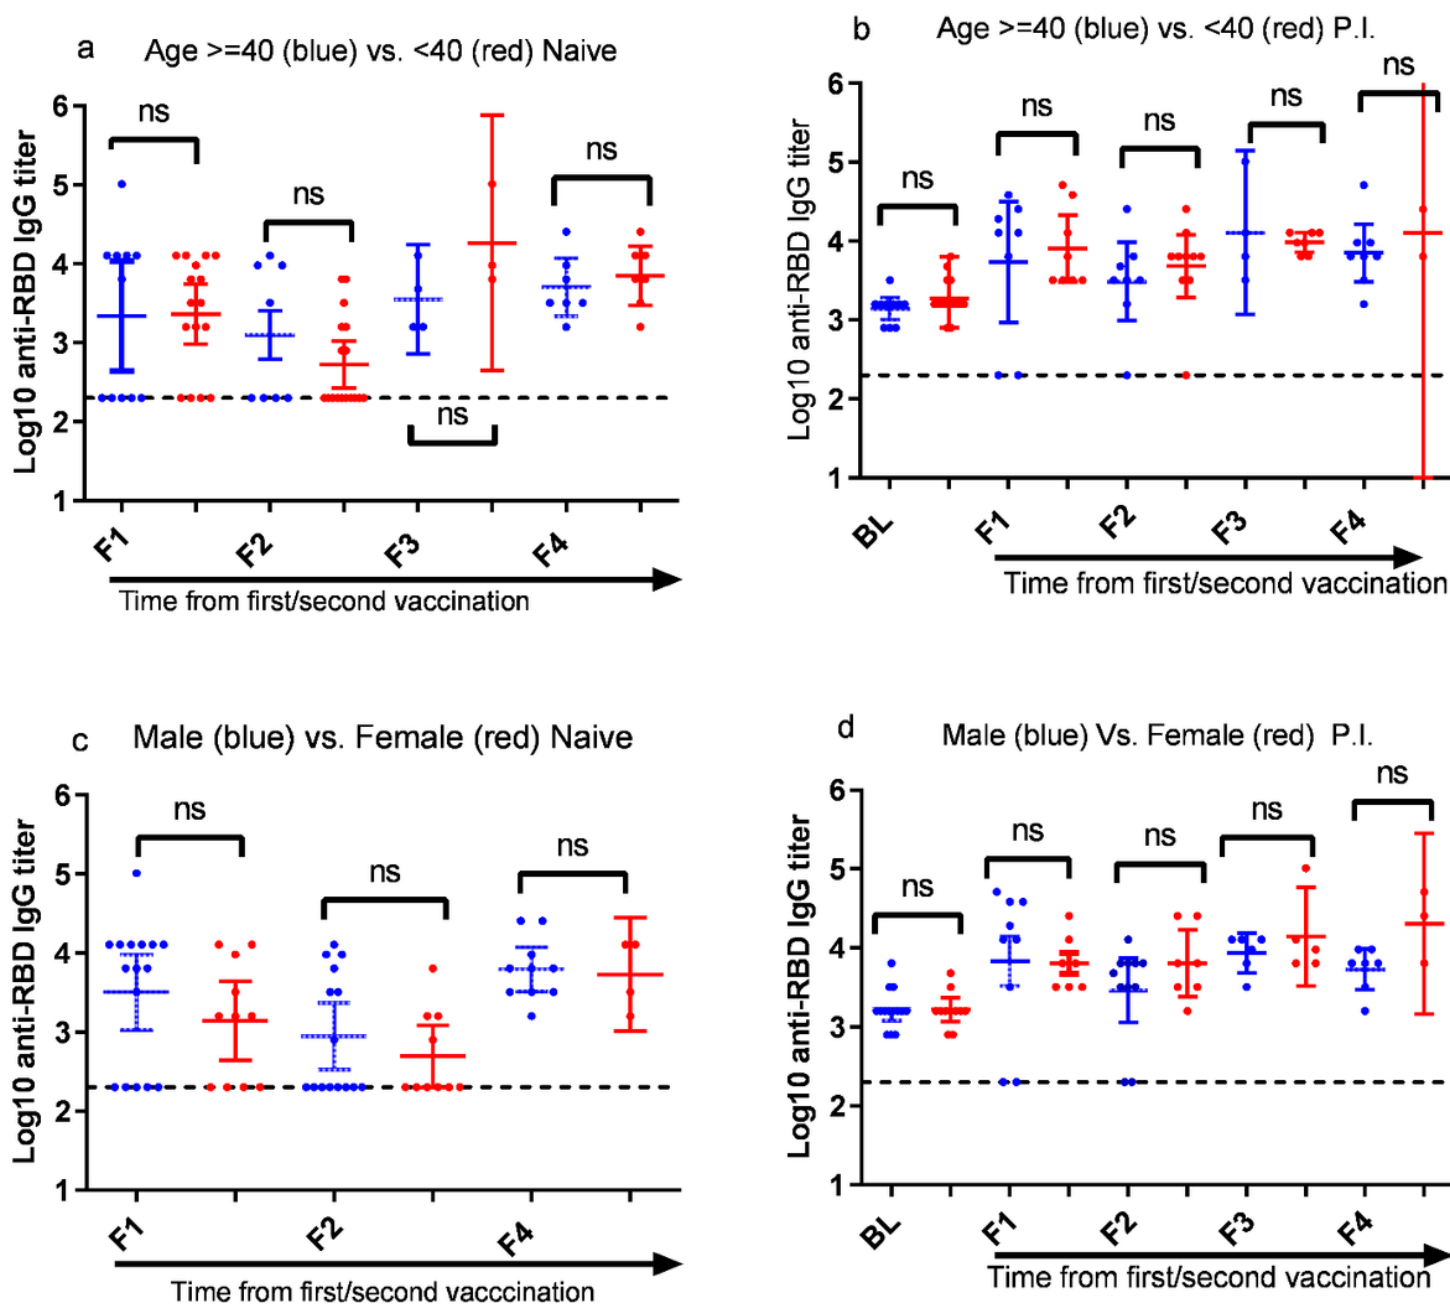 a Age >=40 (blue) vs. <40 (red) Naive
Log10 anti-RBD IgG titer
6
5
4
3
2
1
ns
ns
ns
ns
F1 F2 F3 F4
Time from first/second vaccination
b Age >=40 (blue) vs. <40 (red) P.I.
Log10 anti-RBD IgG titer
6
5
4
3
2
1
ns
ns
ns
ns
ns
BL F1 F2 F3 F4
Time from first/second vaccination
c Male (blue) vs. Female (red) Naive
Log10 anti-RBD IgG titer
6
5
4
3
2
1
ns
ns
ns
F1 F2 F4
Time from first/second vacccination
d Male (blue) Vs. Female (red) P.I.
Log10 anti-RBD IgG titer
6
5
4
3
2
1
ns
ns
ns
ns
ns
BL F1 F2 F3 F4
Time from first/second vaccination